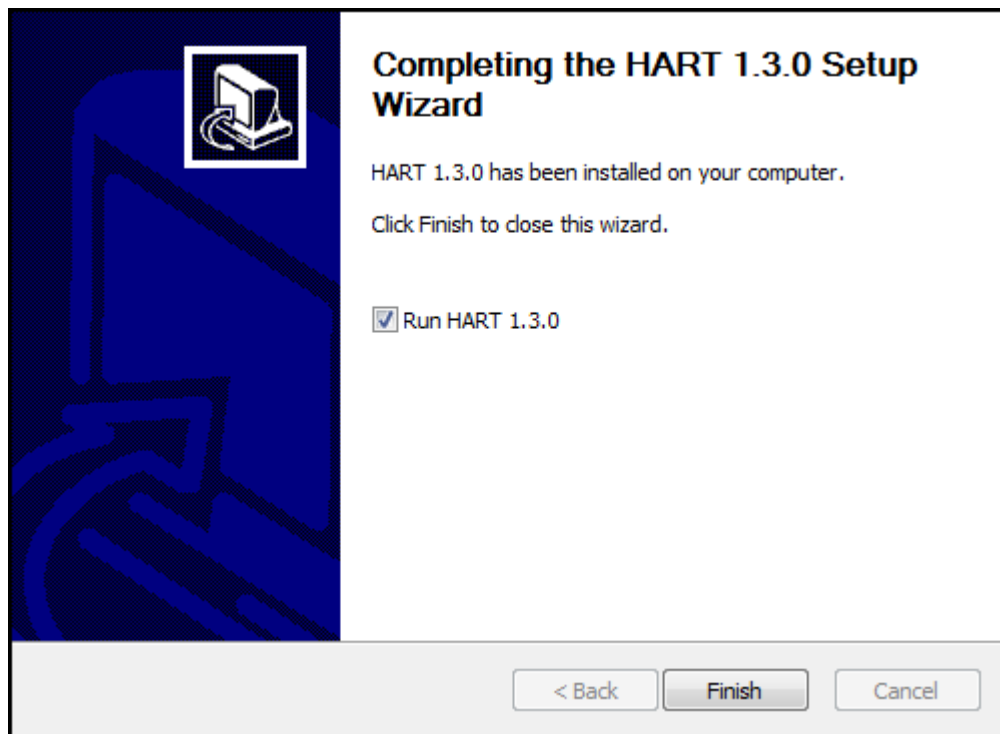 Completing the HART 1.3.0 Setup
Wizard
HART 1.3.0 has been installed on your computer.
Click Finish to close this wizard.
Run HART 1.3.0
< Back
Finish
Cancel